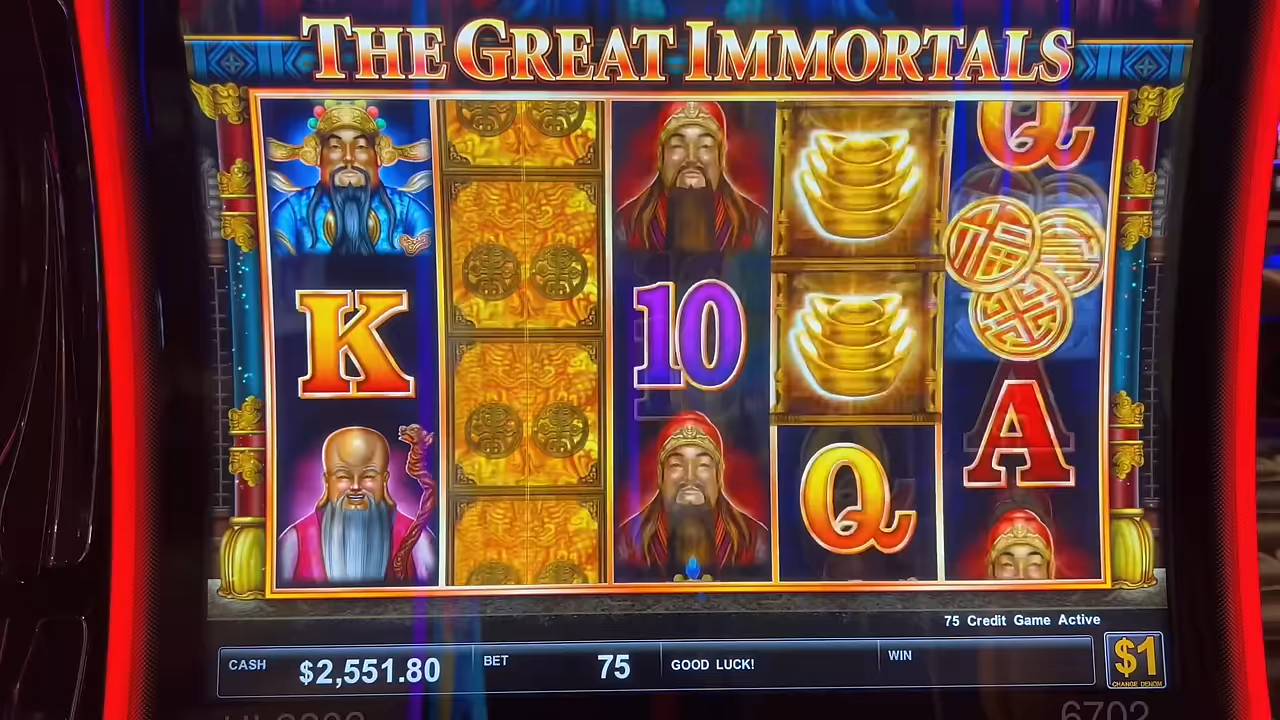 THE GREAT IMMORTALS
Q
福
K
10
A
Q
75 Credit Game Active
CASH $2,551.80 BET 75 GOOD LUCK! WIN $1
CHANGE DENOM
6702